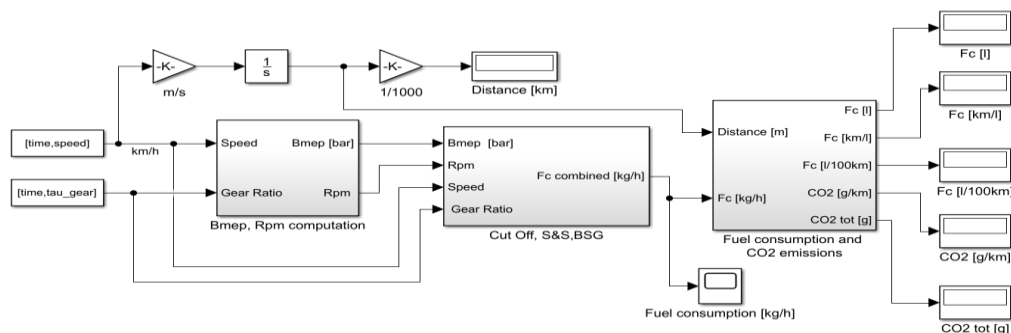 Fc [l]
-K-
m/s
1
s
-K-
1/1000
Distance [km]
Fc [km/l]
[time,speed]
km/h
Speed
Bmep [bar]
Gear Ratio
Rpm
Bmep, Rpm computation
[time,tau_gear]
Bmep [bar]
Rpm
Speed
Gear Ratio
Fc combined [kg/h]
Cut Off, S&S,BSG
Distance [m]
Fc [kg/h]
Fc [l]
Fc [km/l]
Fc [l/100km]
CO2 [g/km]
CO2 tot [g]
Fuel consumption and
CO2 emissions
Fc [l/100km]
CO2 [g/km]
Fuel consumption [kg/h]
CO2 tot [g]